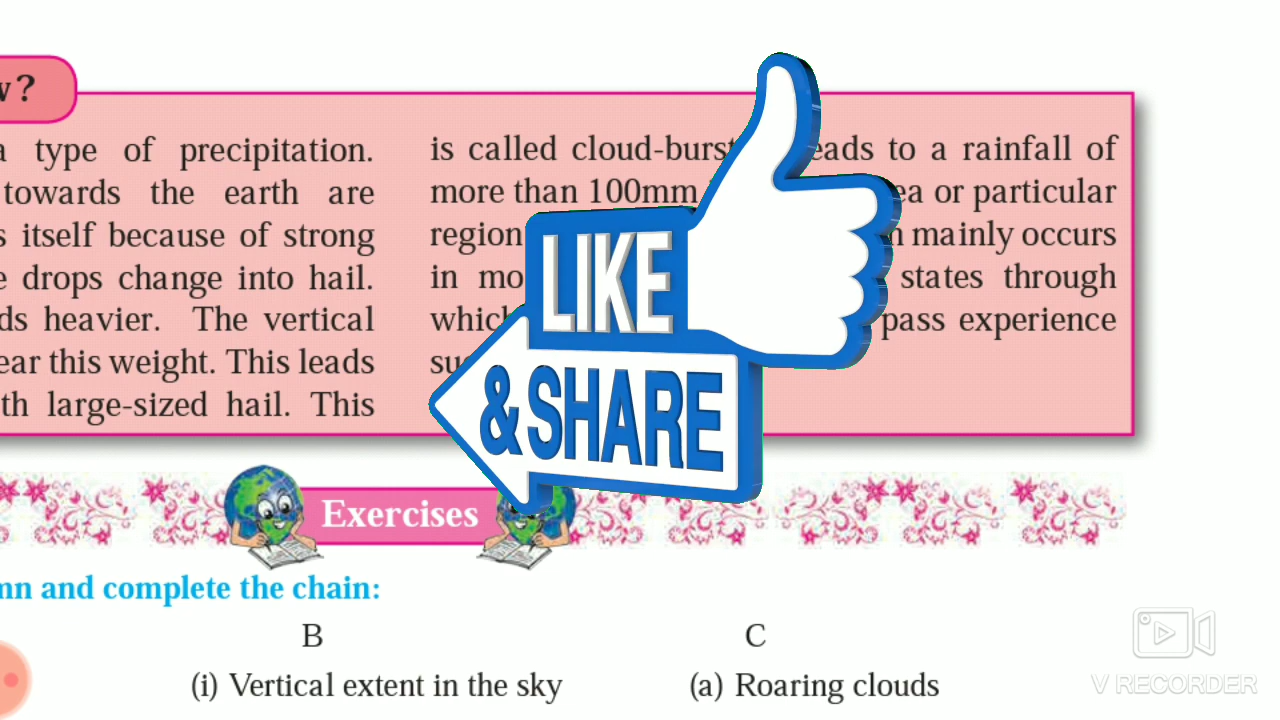 w?
a type of precipitation.
towards the earth are
s itself because of strong
e drops change into hail.
ds heavier. The vertical
ear this weight. This leads
th large-sized hail. This
is called cloud-burst
eads to a rainfall of
more than 100mm
ea or particular
region
n mainly occurs
in mo
states through
which
pass experience
LIKE
& SHARE
Exercises
mn and complete the chain:
B
C
(i) Vertical extent in the sky
(a) Roaring clouds
V RECORDER